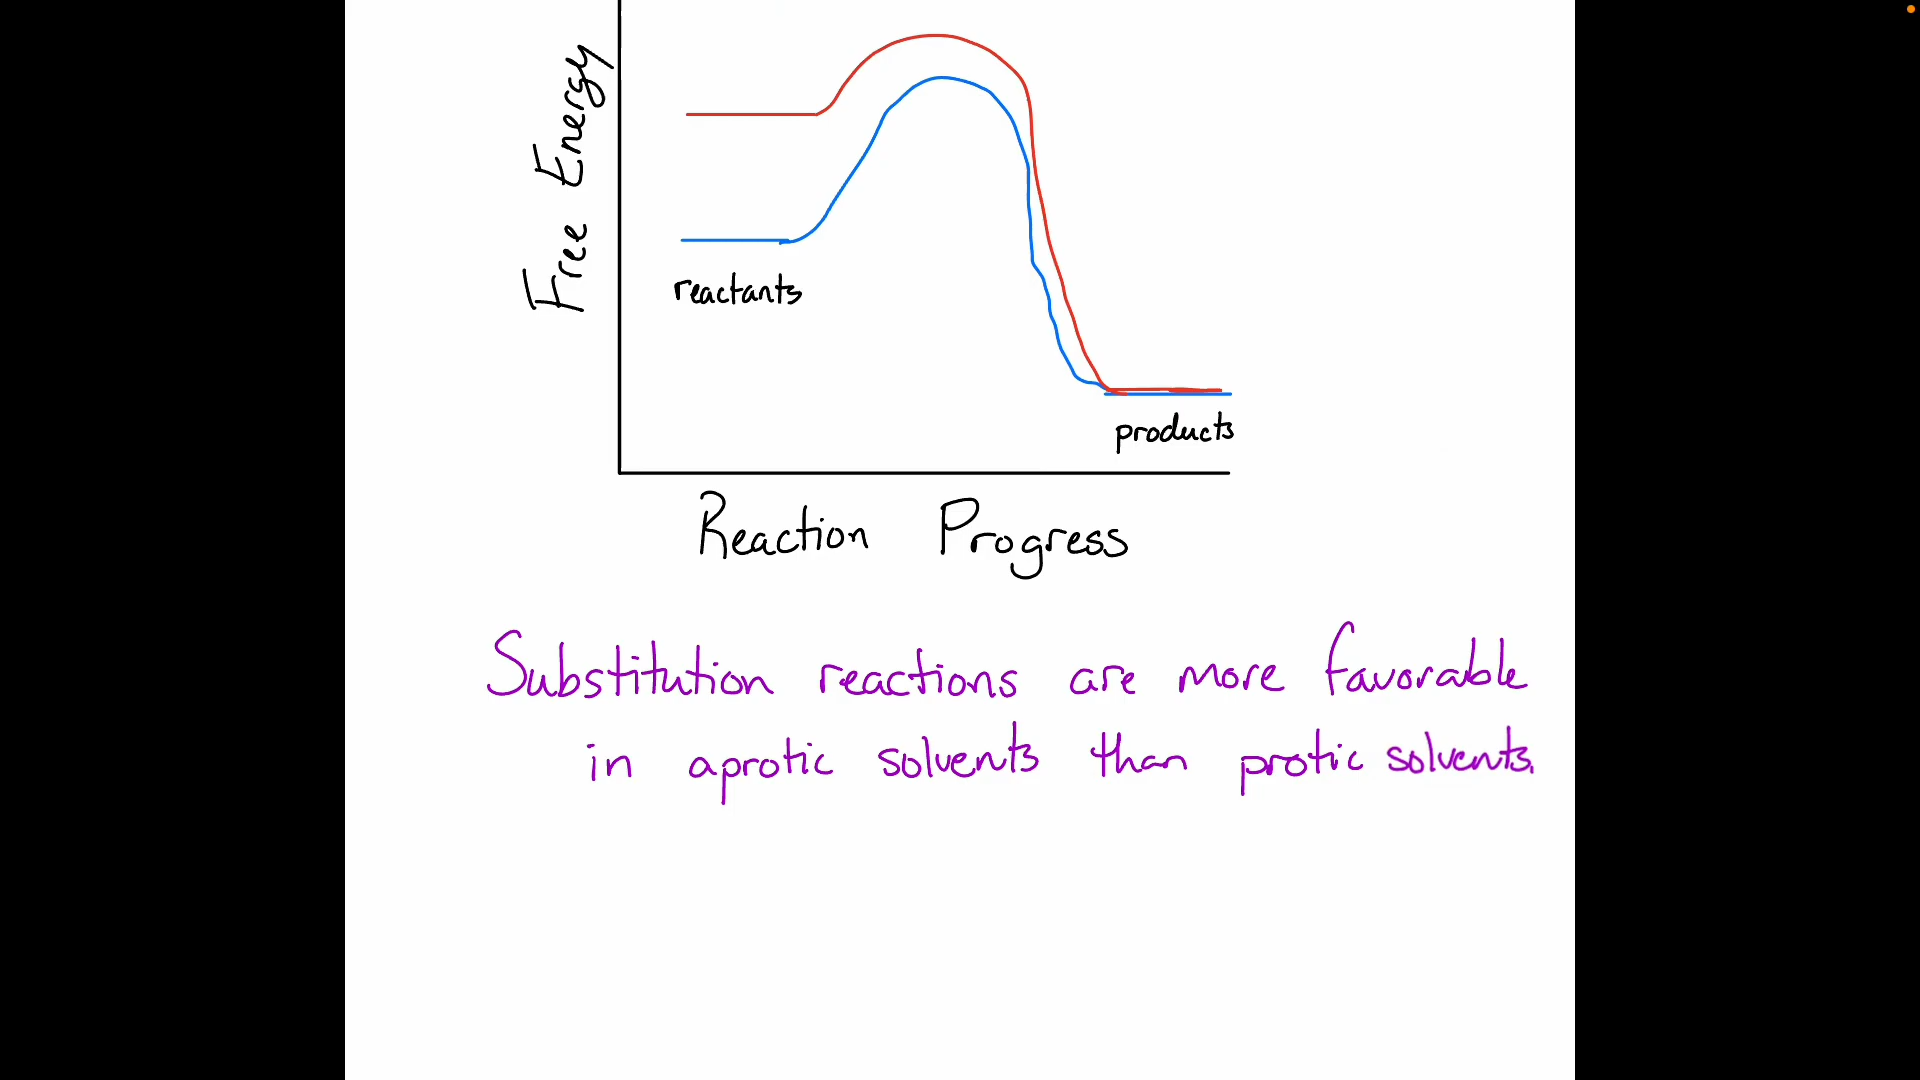 Free Energy
reactants
products
Reaction Progress
Substitution reactions are more favorable
in aprotic solvents than protic solvents.